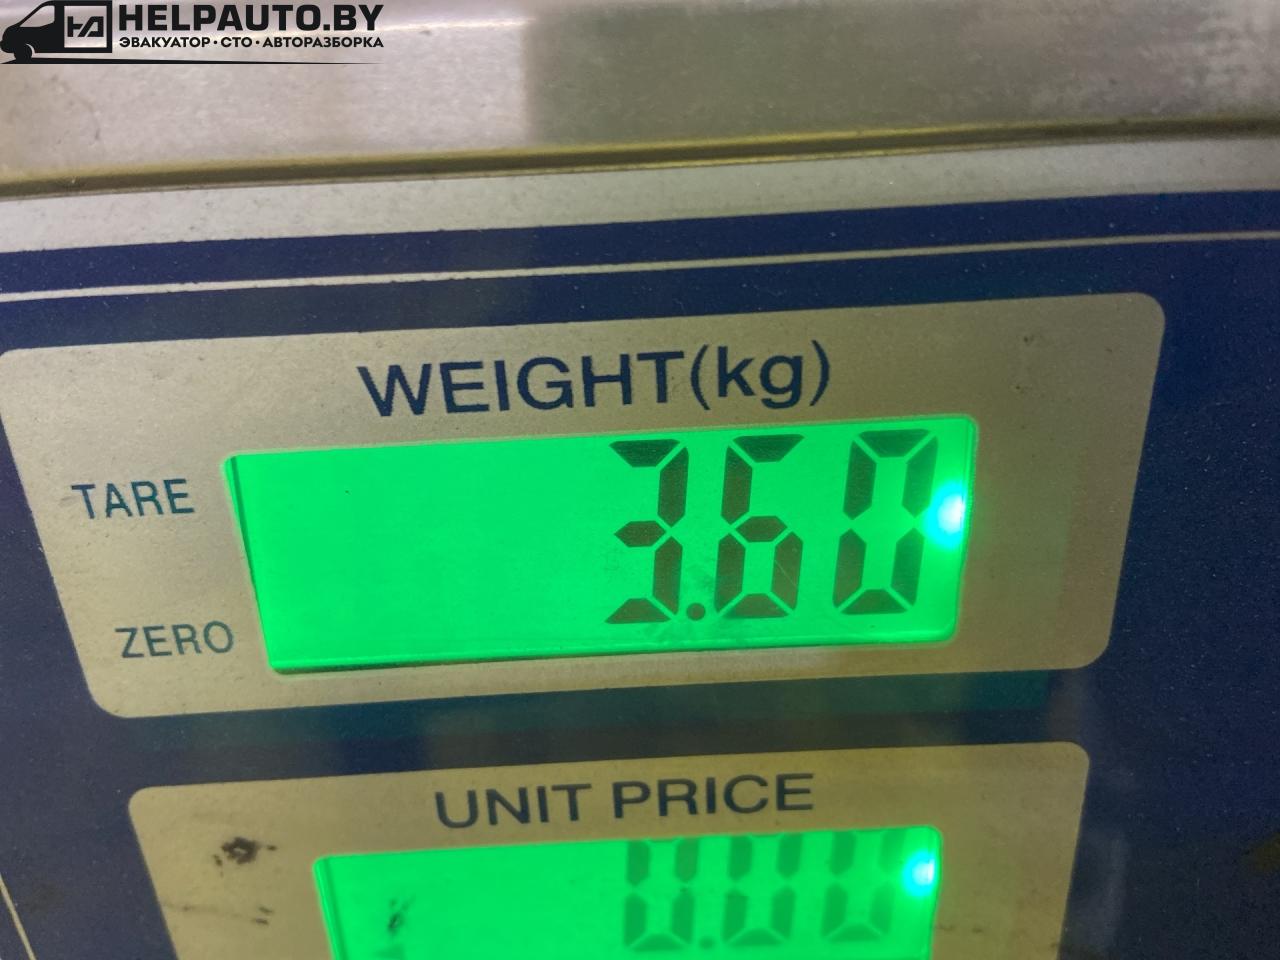 HELPAUTO.BY
ЭВАКУАТОР • СТО • АВТОРАЗБОРКА
WEIGHT(kg)
TARE
3.60
ZERO
UNIT PRICE
0.00